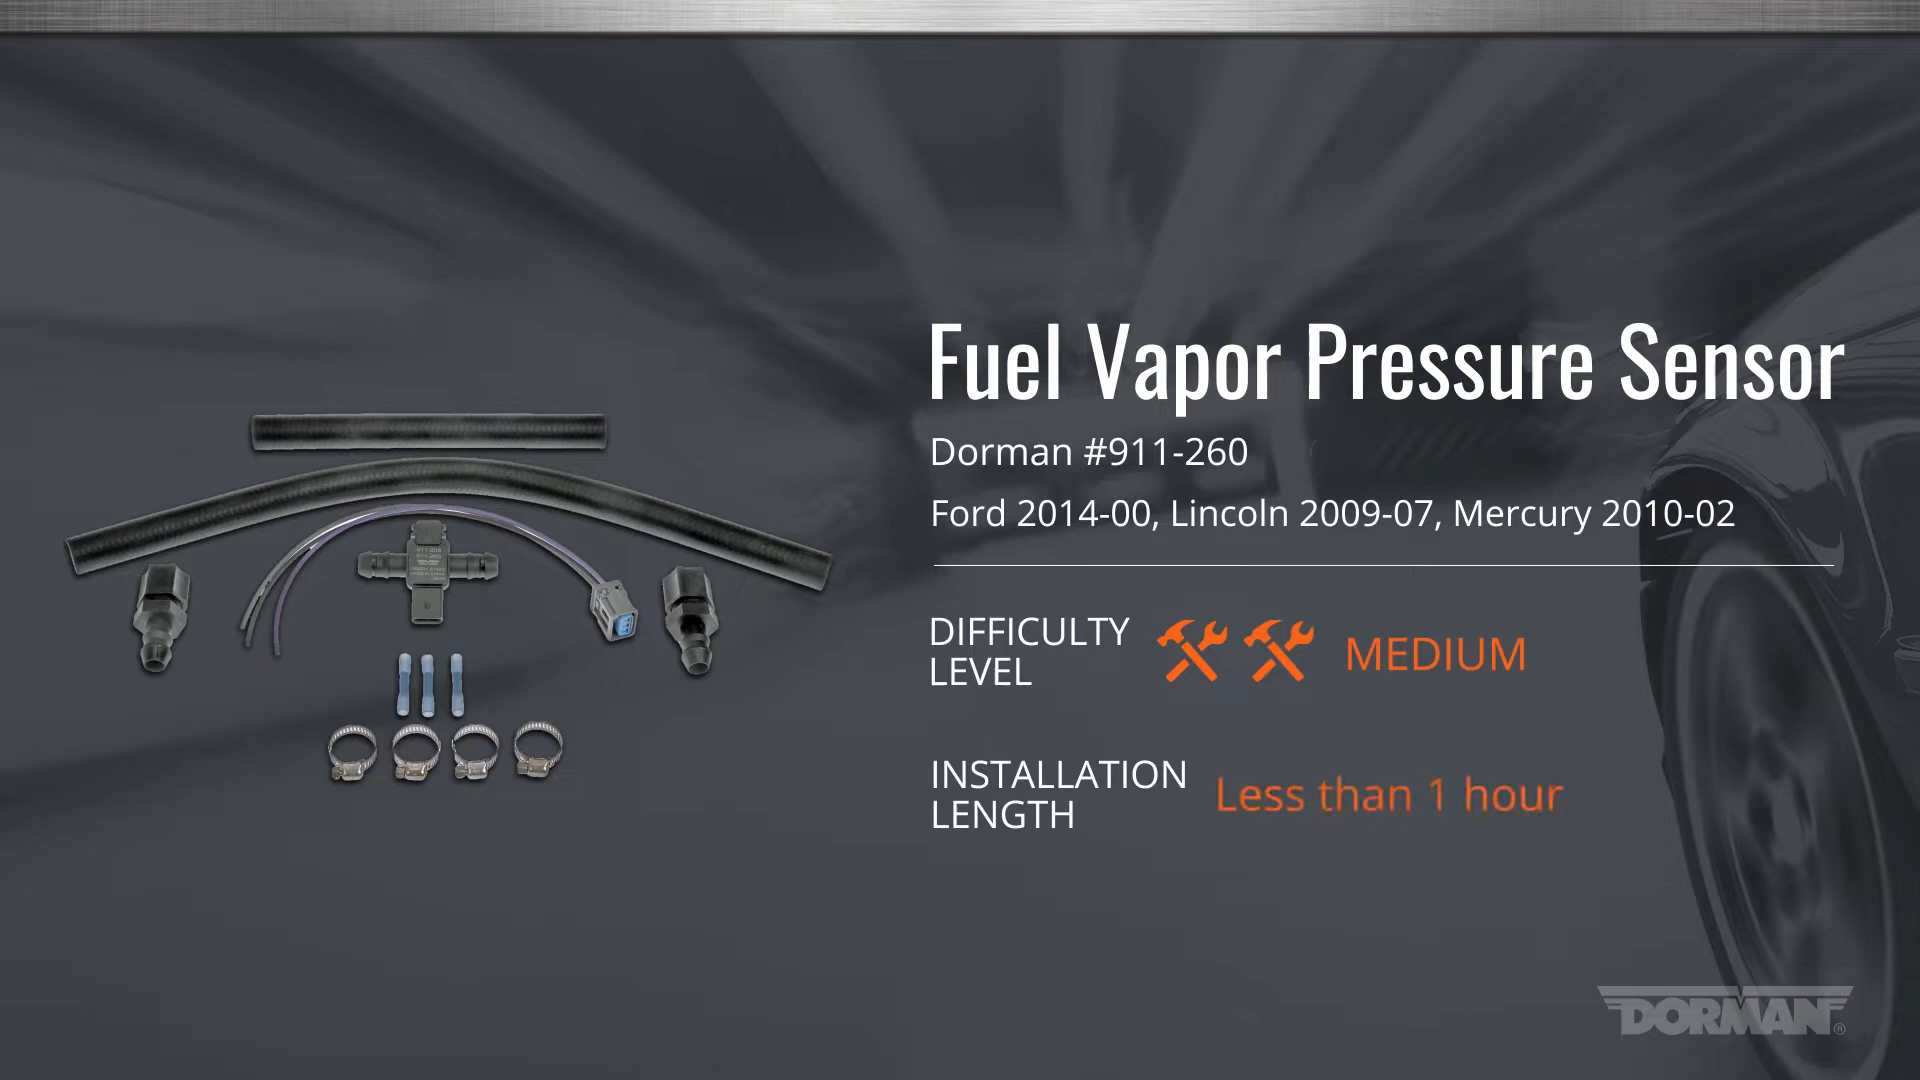 Fuel Vapor Pressure Sensor
Dorman #911-260
Ford 2014-00, Lincoln 2009-07, Mercury 2010-02
DIFFICULTY
LEVEL
MEDIUM
INSTALLATION
LENGTH
Less than 1 hour
DORMAN®